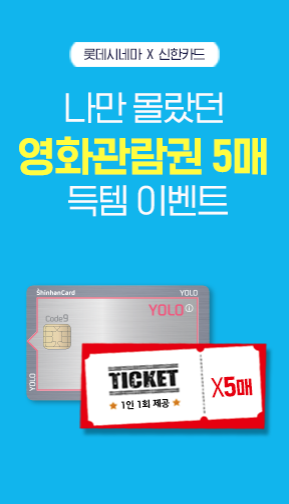 롯데시네마 X 신한카드
나만 몰랐던
영화관람권 5매
득템 이벤트
ShinhanCard YOLO
YOLO i
Code9
YOLO
TICKET
X5매
★ 1인 1회 제공 ★